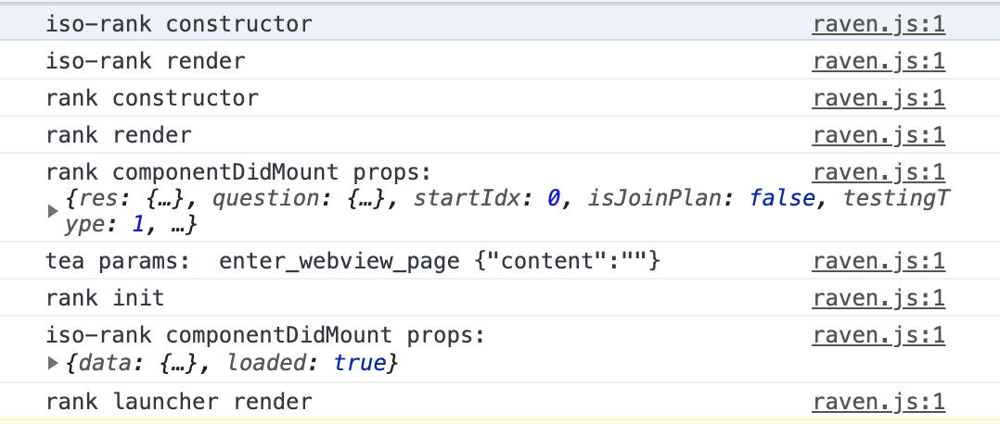 iso-rank constructor raven.js:1
iso-rank render raven.js:1
rank constructor raven.js:1
rank render raven.js:1
rank componentDidMount props: raven.js:1
{res: {…}, question: {…}, startIdx: 0, isJoinPlan: false, testingT
ype: 1, …}
tea params:  enter_webview_page {"content":""} raven.js:1
rank init raven.js:1
iso-rank componentDidMount props: raven.js:1
{data: {…}, loaded: true}
rank launcher render raven.js:1